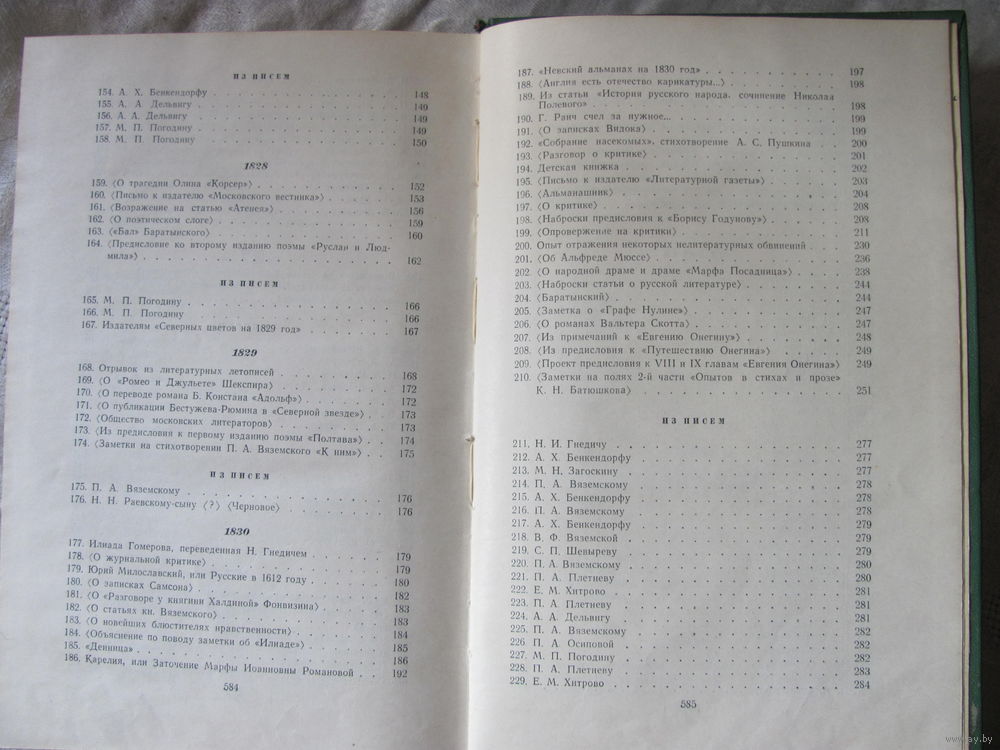 ИЗ ПИСЕМ
154. А. Х. Бенкендорфу . . . 148
155. А. А. Дельвигу . . . 149
156. А. А. Дельвигу . . . 149
157. М. П. Погодину . . . 149
158. М. П. Погодину . . . 150
1828
159. ⟨О трагедии Олина «Корсер»⟩ . . . 152
160. ⟨Письмо к издателю «Московского вестника»⟩ . . . 153
161. ⟨Возражение на статью «Атенея»⟩ . . . 156
162. ⟨О поэтическом слоге⟩ . . . 159
163. ⟨«Бал» Баратынского⟩ . . . 160
164. ⟨Предисловие ко второму изданию поэмы «Руслан и Люд-
мила»⟩ . . . 162
ИЗ ПИСЕМ
165. М. П. Погодину . . . 166
166. М. П. Погодину . . . 166
167. Издателям «Северных цветов на 1829 год» . . . 167
1829
168. Отрывок из литературных летописей . . . 168
169. ⟨О «Ромео и Джульете» Шекспира⟩ . . . 172
170. ⟨О переводе романа Б. Констана «Адольф»⟩ . . . 172
171. ⟨О публикации Бестужева-Рюмина в «Северной звезде»⟩ . . . 173
172. ⟨Общество московских литераторов⟩ . . . 173
173. ⟨Из предисловия к первому изданию поэмы «Полтава»⟩ . . . 174
174. ⟨Заметки на стихотворении П. А. Вяземского «К ним»⟩ . . . 175
ИЗ ПИСЕМ
175. П. А. Вяземскому . . . 176
176. Н. Н. Раевскому-сыну ⟨?⟩ ⟨Черновое⟩ . . . 176
1830
177. Илиада Гомерова, переведенная Н. Гнедичем . . . 179
178. ⟨О журнальной критике⟩ . . . 179
179. Юрий Милославский, или Русские в 1612 году . . . 180
180. ⟨О записках Самсона⟩ . . . 182
181. ⟨О «Разговоре у княгини Халдиной» Фонвизина⟩ . . . 183
182. ⟨О статьях кн. Вяземского⟩ . . . 183
183. ⟨О новейших блюстителях нравственности⟩ . . . 184
184. ⟨Объяснение по поводу заметки об «Илиаде»⟩ . . . 185
185. «Денница» . . . 186
186. Карелия, или Заточение Марфы Иоанновны Романовой . . . 192
584
187. «Невский альманах на 1830 год» . . . 197
188. ⟨Англия есть отечество карикатуры...⟩ . . . 198
189. Из статьи «История русского народа, сочинение Николая
Полевого» . . . 198
190. Г. Раич счел за нужное... . . . 199
191. ⟨О записках Видока⟩ . . . 199
192. «Собрание насекомых», стихотворение А. С. Пушкина . . . 200
193. ⟨Разговор о критике⟩ . . . 201
194. Детская книжка . . . 202
195. ⟨Письмо к издателю «Литературной газеты»⟩ . . . 203
196. ⟨Альманашник⟩ . . . 204
197. ⟨О критике⟩ . . . 208
198. ⟨Наброски предисловия к «Борису Годунову»⟩ . . . 208
199. ⟨Опровержение на критики⟩ . . . 211
200. Опыт отражения некоторых нелитературных обвинений . . . 230
201. ⟨Об Альфреде Мюссе⟩ . . . 236
202. ⟨О народной драме и драме «Марфа Посадница»⟩ . . . 238
203. ⟨Наброски статьи о русской литературе⟩ . . . 244
204. ⟨Баратынский⟩ . . . 244
205. ⟨Заметка о «Графе Нулине»⟩ . . . 247
206. ⟨О романах Вальтера Скотта⟩ . . . 247
207. ⟨Из примечаний к «Евгению Онегину»⟩ . . . 248
208. ⟨Из предисловия к «Путешествию Онегина»⟩ . . . 249
209. ⟨Проект предисловия к VIII и IX главам «Евгения Онегина»⟩ 249
210. ⟨Заметки на полях 2-й части «Опытов в стихах и прозе»
К. Н. Батюшкова⟩ . . . 251
ИЗ ПИСЕМ
211. Н. И. Гнедичу . . . 277
212. А. Х. Бенкендорфу . . . 277
213. М. Н. Загоскину . . . 277
214. П. А. Вяземскому . . . 278
215. А. Х. Бенкендорфу . . . 278
216. П. А. Вяземскому . . . 278
217. А. Х. Бенкендорфу . . . 279
218. В. Ф. Вяземской . . . 279
219. С. П. Шевыреву . . . 279
220. П. А. Вяземскому . . . 280
221. П. А. Плетневу . . . 280
222. Е. М. Хитрово . . . 281
223. П. А. Плетневу . . . 281
224. А. А. Дельвигу . . . 281
225. П. А. Вяземскому . . . 282
226. П. А. Осиповой . . . 282
227. М. П. Погодину . . . 282
228. П. А. Плетневу . . . 283
229. Е. М. Хитрово . . . 284
585
www.ay.by